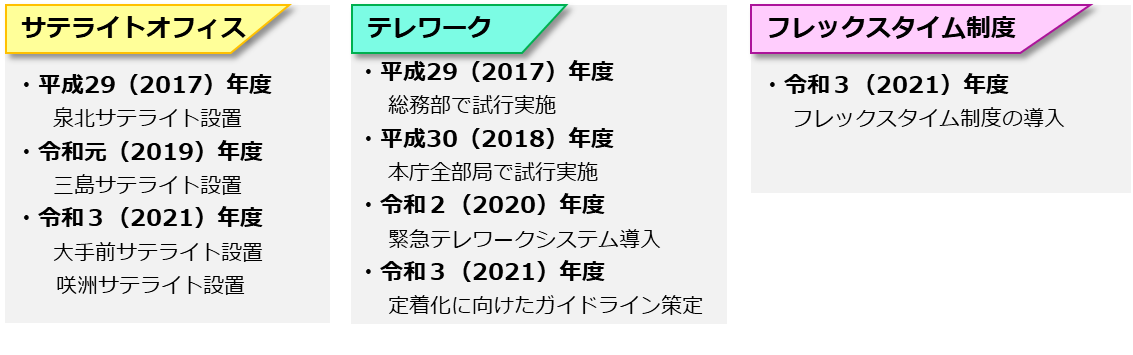 サテライトオフィス
・平成29（2017）年度
泉北サテライト設置
・令和元（2019）年度
三島サテライト設置
・令和３（2021）年度
大手前サテライト設置
咲洲サテライト設置
テレワーク
・平成29（2017）年度
総務部で試行実施
・平成30（2018）年度
本庁全部局で試行実施
・令和２（2020）年度
緊急テレワークシステム導入
・令和３（2021）年度
定着化に向けたガイドライン策定
フレックスタイム制度
・令和３（2021）年度
フレックスタイム制度の導入